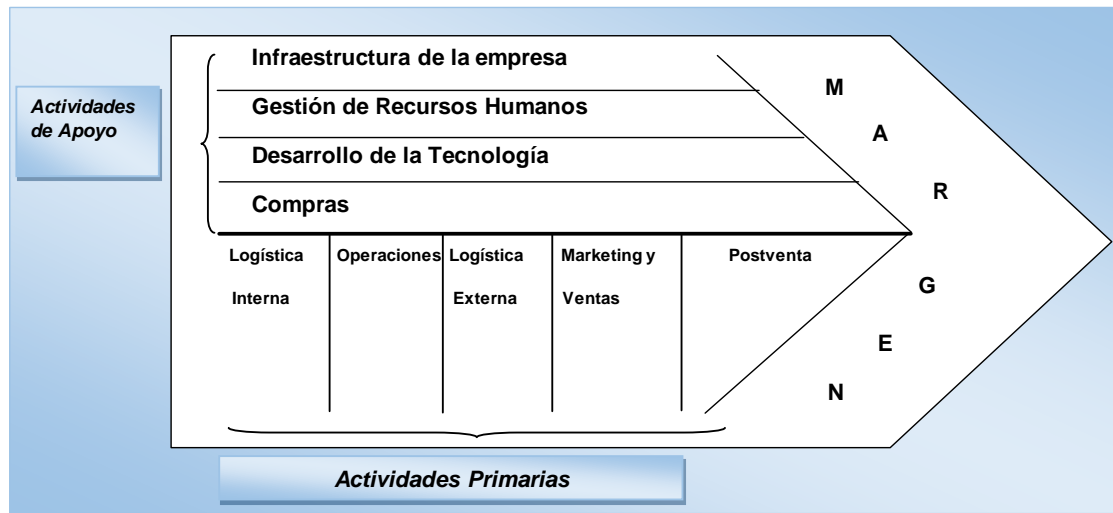 Infraestructura de la empresa
Actividades
de Apoyo
Gestión de Recursos Humanos
Desarrollo de la Tecnología
Compras
Logística
Interna
Operaciones
Logística
Externa
Marketing y
Ventas
Postventa
M
A
R
G
E
N
Actividades Primarias